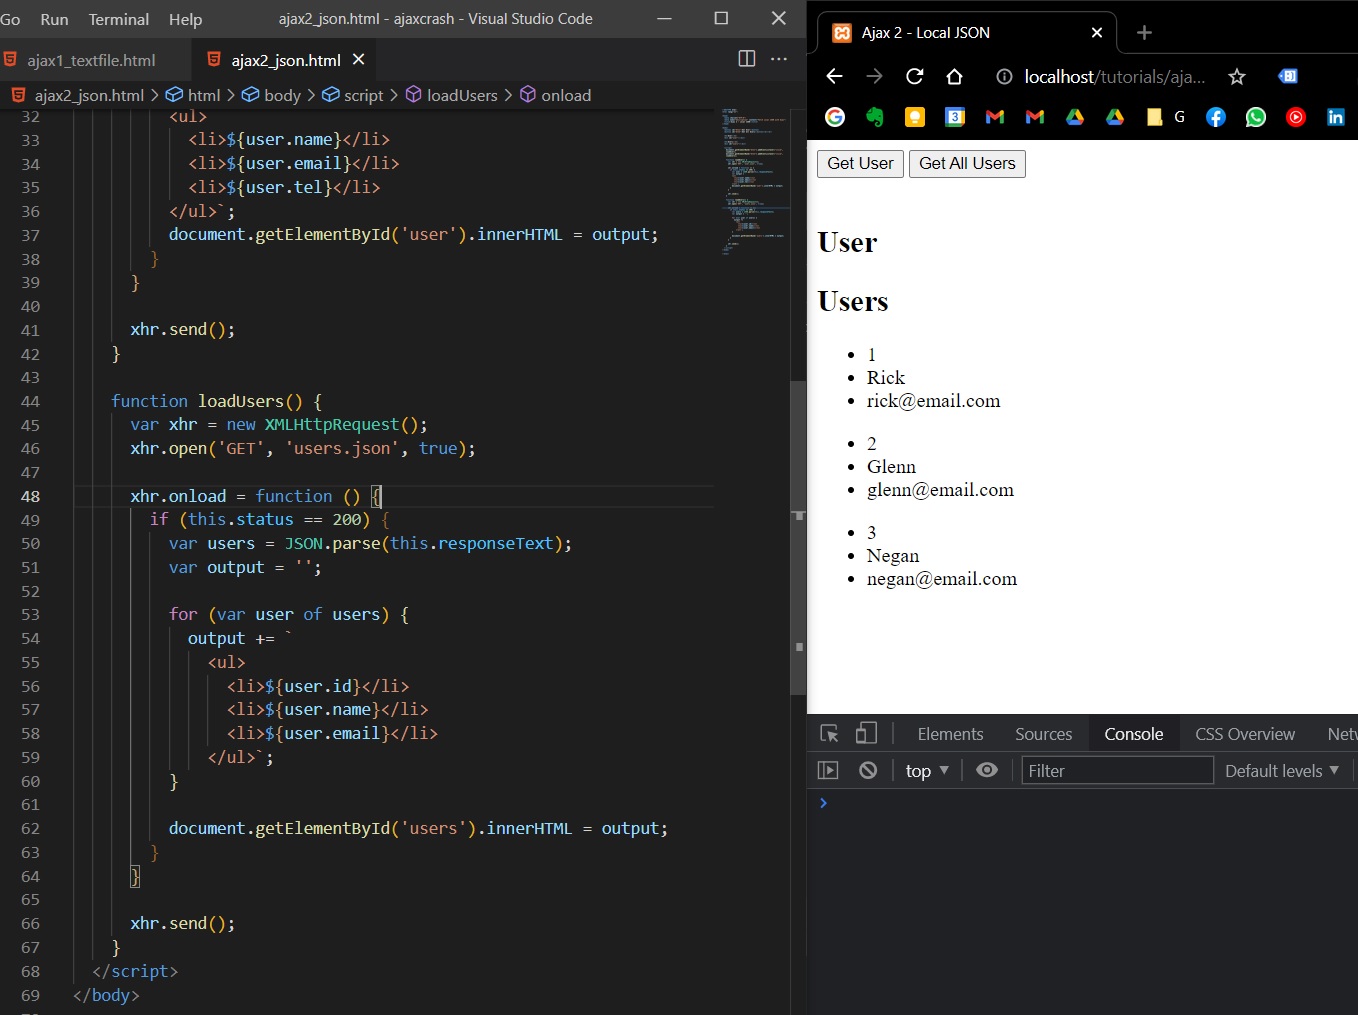 Go Run Terminal Help ajax2_json.html - ajaxcrash - Visual Studio Code
ajax1_textfile.html ajax2_json.html
ajax2_json.html > html > body > script > loadUsers > onload
32 <ul>
33 <li>${user.name}</li>
34 <li>${user.email}</li>
35 <li>${user.tel}</li>
36 </ul>`;
37 document.getElementById('user').innerHTML = output;
38 }
39 }
40
41 xhr.send();
42 }
43
44 function loadUsers() {
45 var xhr = new XMLHttpRequest();
46 xhr.open('GET', 'users.json', true);
47
48 xhr.onload = function () {
49 if (this.status == 200) {
50 var users = JSON.parse(this.responseText);
51 var output = '';
52
53 for (var user of users) {
54 output += `
55 <ul>
56 <li>${user.id}</li>
57 <li>${user.name}</li>
58 <li>${user.email}</li>
59 </ul>`;
60 }
61
62 document.getElementById('users').innerHTML = output;
63 }
64 }
65
66 xhr.send();
67 }
68 </script>
69 </body>
Ajax 2 - Local JSON
localhost/tutorials/aja...
G
Get User Get All Users
User
Users
1
Rick
rick@email.com
2
Glenn
glenn@email.com
3
Negan
negan@email.com
Elements Sources Console CSS Overview Netw
top Filter Default levels